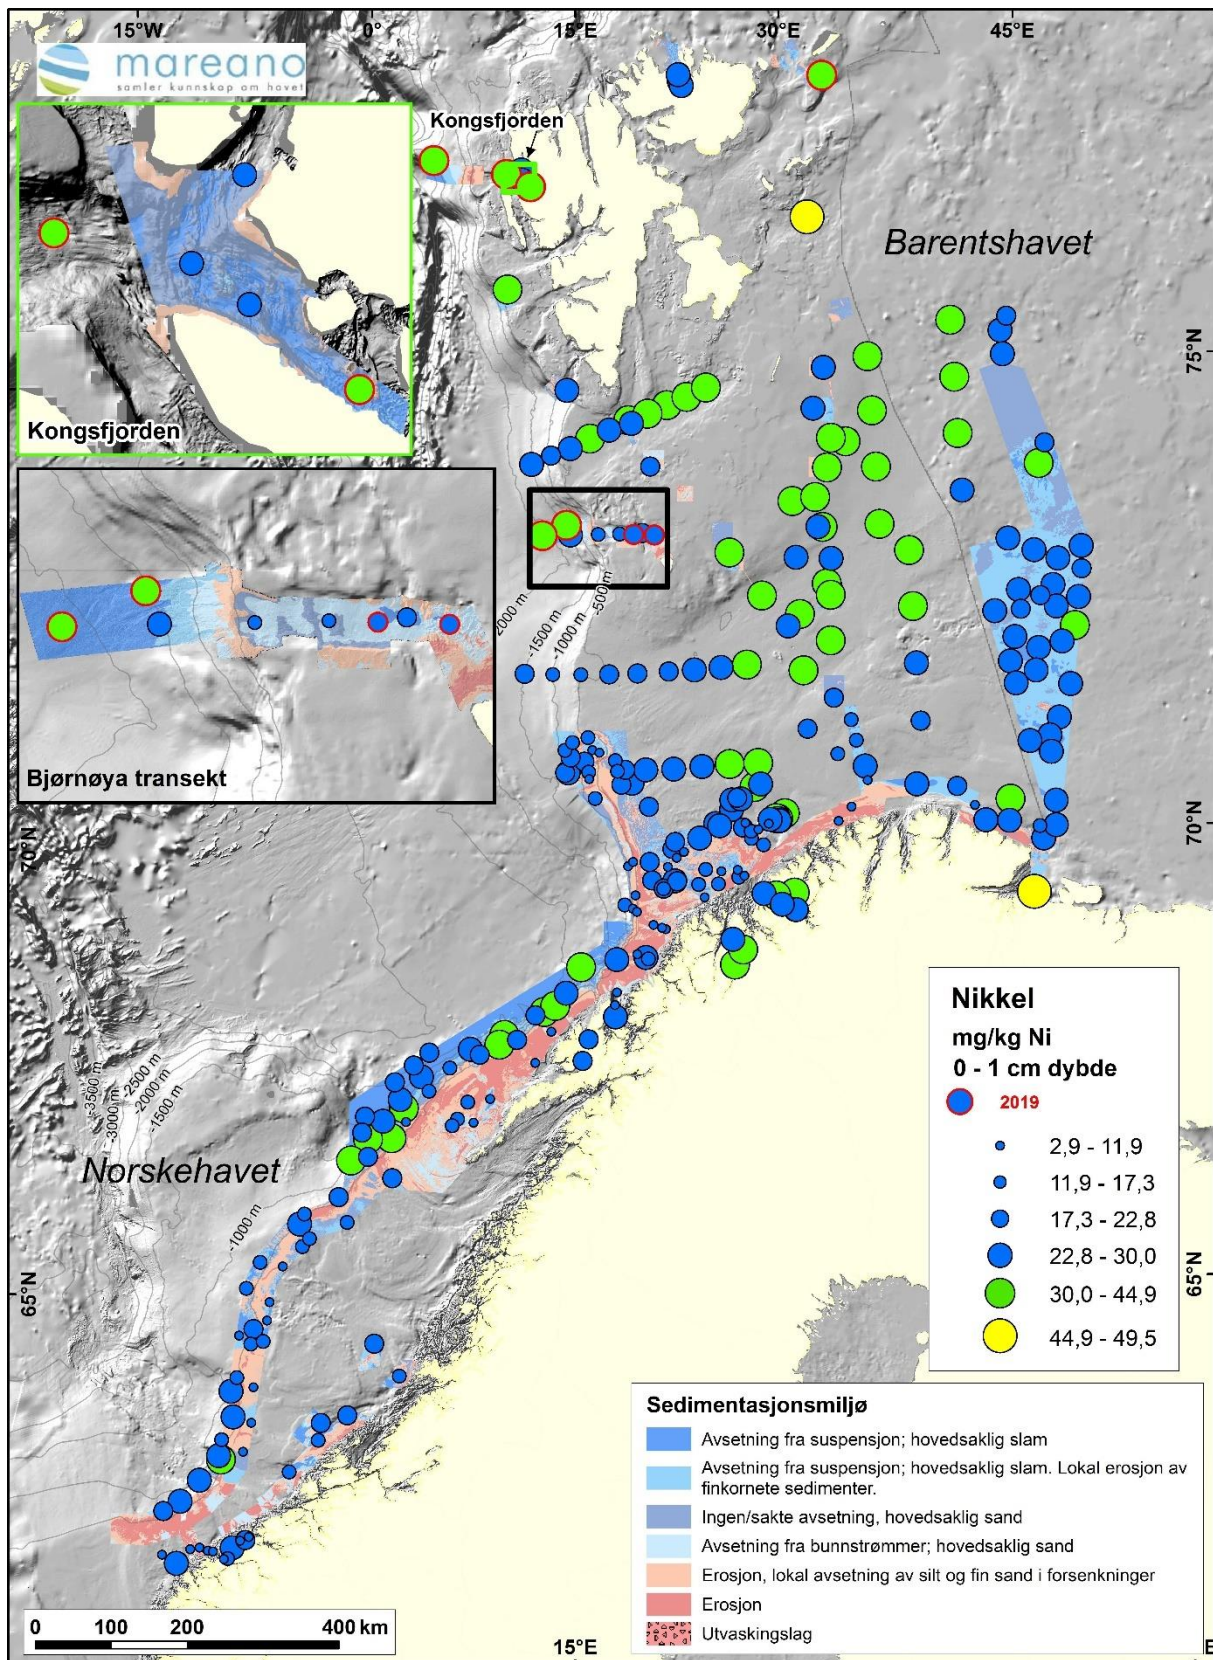 15°W
0°
15°E
30°E
45°E
mareano
samler kunnskap om havet
Kongsfjorden
Barentshavet
75°N
Kongsfjorden
-500 m
-1000 m
-1500 m
2000 m
Bjørnøya transekt
70°N
70°N
-3500 m
-3000 m
-2500 m
-2000 m
-1500 m
Norskehavet
-1000 m
65°N
65°N
Nikkel
mg/kg Ni
0 - 1 cm dybde
2019
2,9 - 11,9
11,9 - 17,3
17,3 - 22,8
22,8 - 30,0
30,0 - 44,9
44,9 - 49,5
Sedimentasjonsmiljø
Avsetning fra suspensjon; hovedsaklig slam
Avsetning fra suspensjon; hovedsaklig slam. Lokal erosjon av
finkornete sedimenter.
Ingen/sakte avsetning, hovedsaklig sand
Avsetning fra bunnstrømmer; hovedsaklig sand
Erosjon, lokal avsetning av silt og fin sand i forsenkninger
Erosjon
Utvaskingslag
0 100 200 400 km
15°E